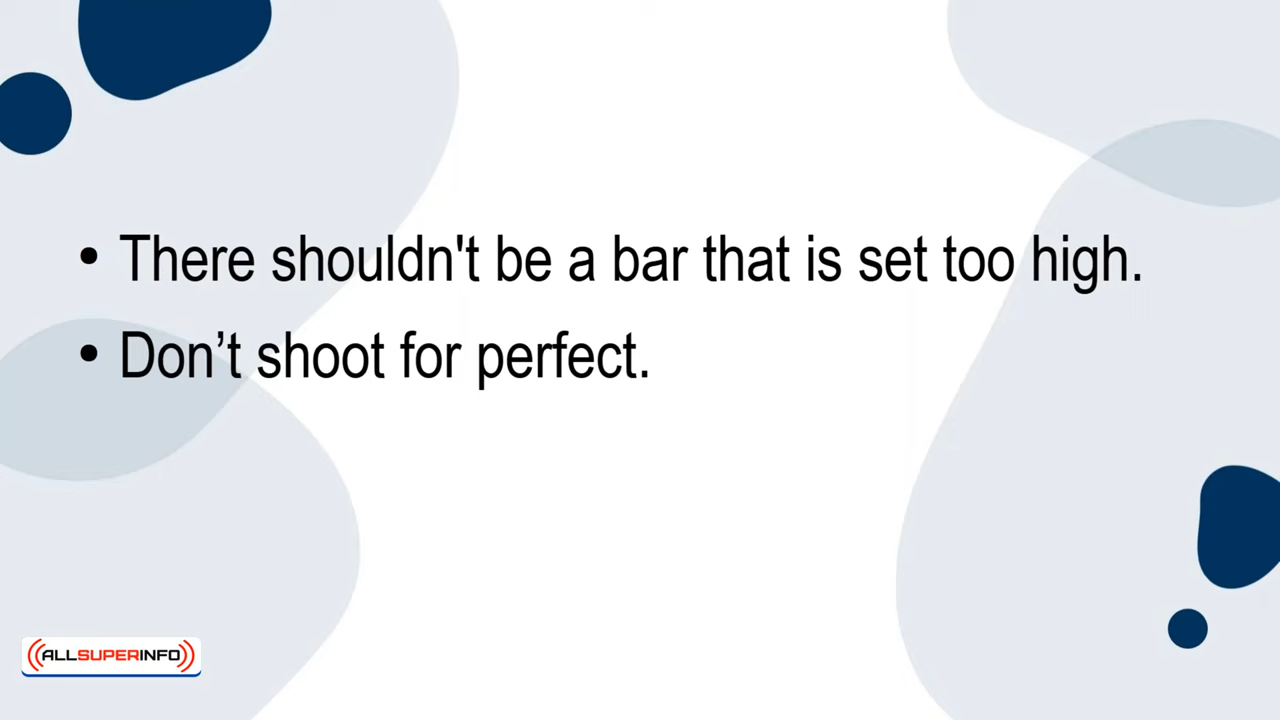 • There shouldn't be a bar that is set too high.
• Don’t shoot for perfect.
ALLSUPERINFO